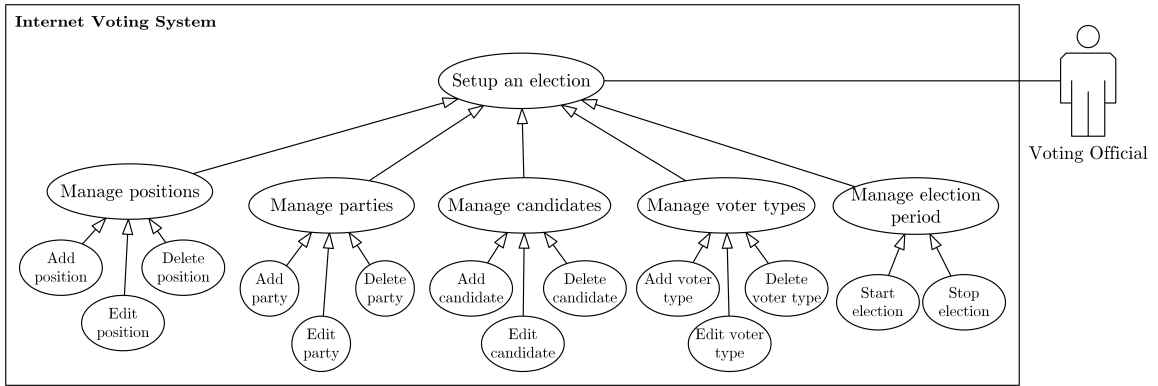 Internet Voting System
Setup an election
Voting Official
Manage positions
Manage parties
Manage candidates
Manage voter types
Manage election
period
Add
position
Edit
position
Delete
position
Add
party
Edit
party
Delete
party
Add
candidate
Edit
candidate
Delete
candidate
Add voter
type
Edit voter
type
Delete
voter type
Start
election
Stop
election